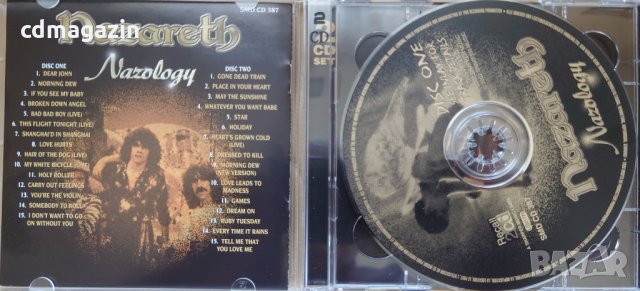 cdmagazin
SMD CD 387
Nazareth
Nazology
DISC ONE
1. DEAR JOHN
2. MORNING DEW
3. IF YOU SEE MY BABY
4. BROKEN DOWN ANGEL
5. BAD BAD BOY (LIVE)
6. THIS FLIGHT TONIGHT (LIVE)
7. SHANGHAI'D IN SHANGHAI
8. LOVE HURTS
9. HAIR OF THE DOG (LIVE)
10. MY WHITE BICYCLE (LIVE)
11. HOLY ROLLER
12. CARRY OUT FEELINGS
13. YOU'RE THE VIOLIN
14. SOMEBODY TO ROLL
15. I DON'T WANT TO GO
ON WITHOUT YOU
DISC TWO
1. GONE DEAD TRAIN
2. PLACE IN YOUR HEART
3. MAY THE SUNSHINE
4. WHATEVER YOU WANT BABE
5. STAR
6. HOLIDAY
7. HEART'S GROWN COLD
(LIVE)
8. DRESSED TO KILL
9. MORNING DEW
(NEW VERSION)
10. LOVE LEADS TO
MADNESS
11. GAMES
12. DREAM ON
13. RUBY TUESDAY
14. EVERY TIME IT RAINS
15. TELL ME THAT
YOU LOVE ME
2
CD
SET
Nazareth
Nazology
DISC ONE
SMD CD 387
BAZAR